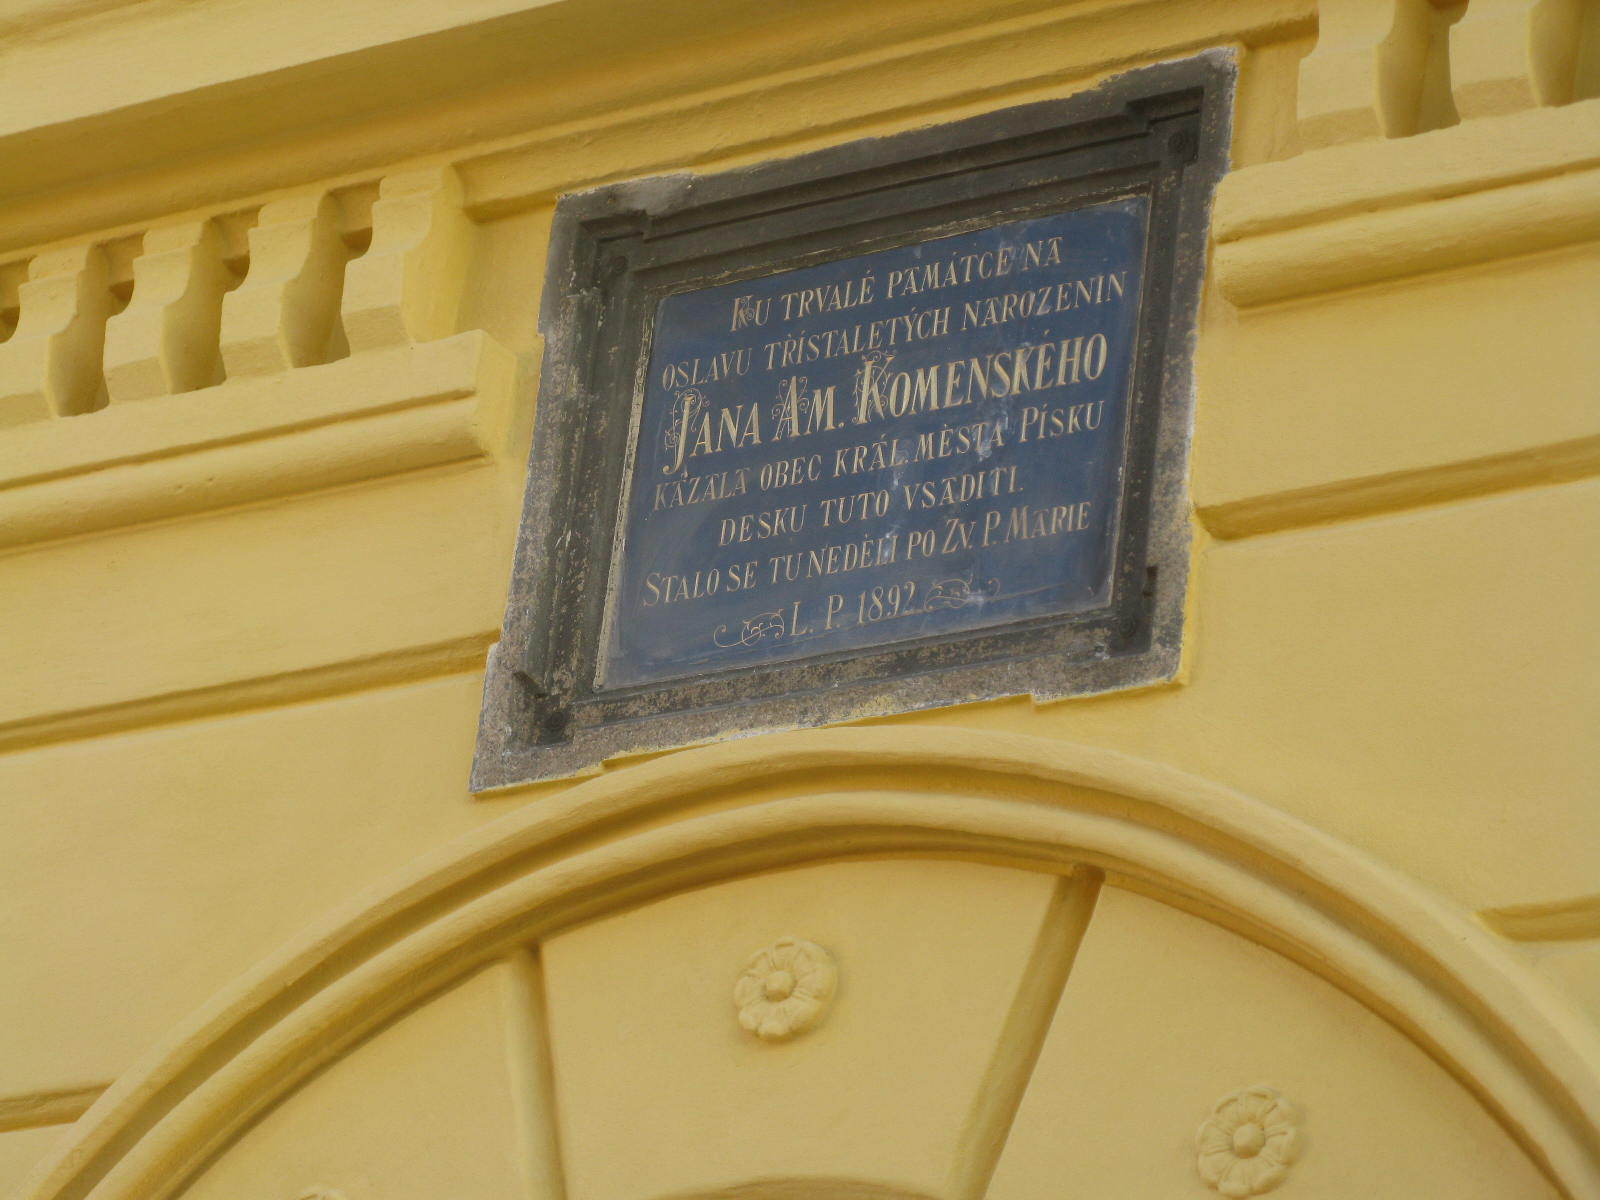 KU TRVALÉ PAMÁTCE NA
OSLAVU TŘÍSTALETÝCH NAROZENIN
JANA AM. KOMENSKÉHO
KÁZALA OBEC KRÁL. MĚSTA PÍSKU
DESKU TUTO VSADITI.
STALO SE TU NEDĚLI PO ZV. P. MARIE
L. P. 1892.